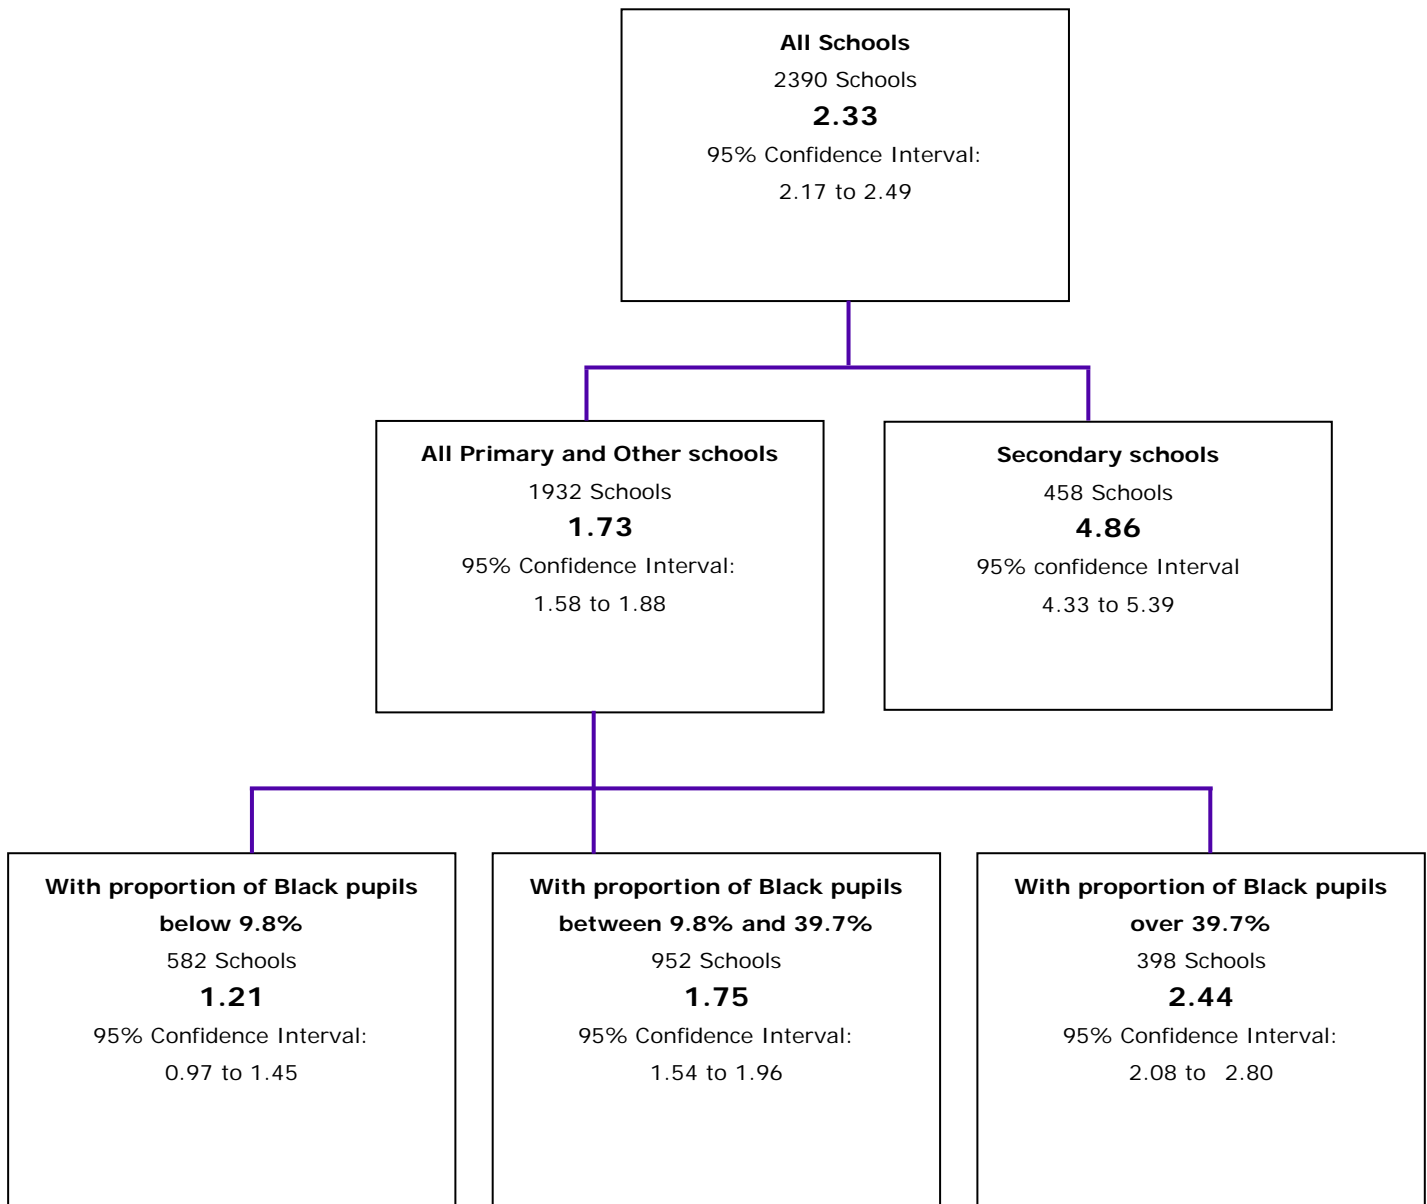 All Schools
2390 Schools
2.33
95% Confidence Interval:
2.17 to 2.49
All Primary and Other schools
1932 Schools
1.73
95% Confidence Interval:
1.58 to 1.88
Secondary schools
458 Schools
4.86
95% confidence Interval
4.33 to 5.39
With proportion of Black pupils
below 9.8%
582 Schools
1.21
95% Confidence Interval:
0.97 to 1.45
With proportion of Black pupils
between 9.8% and 39.7%
952 Schools
1.75
95% Confidence Interval:
1.54 to 1.96
With proportion of Black pupils
over 39.7%
398 Schools
2.44
95% Confidence Interval:
2.08 to  2.80